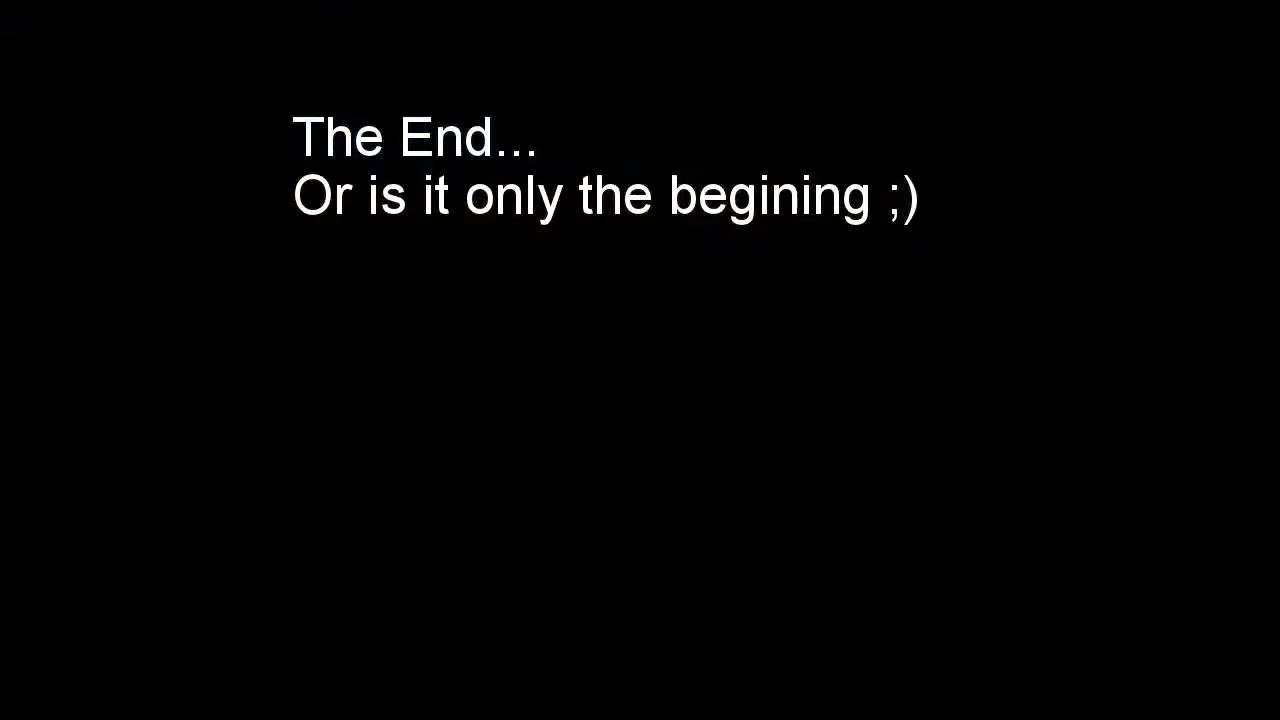 The End...
Or is it only the begining ;)